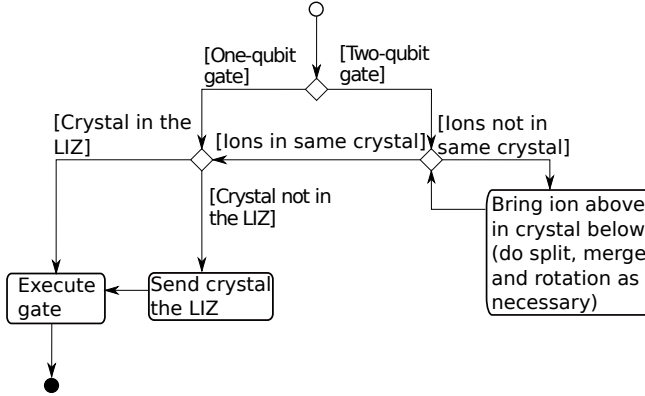 [One-qubit
gate]
[Two-qubit
gate]
[Crystal in the
LIZ]
[Ions in same crystal]
[Ions not in
same crystal]
[Crystal not in
the LIZ]
Bring ion above
in crystal below
(do split, merge
and rotation as
necessary)
Execute
gate
Send crystal
the LIZ